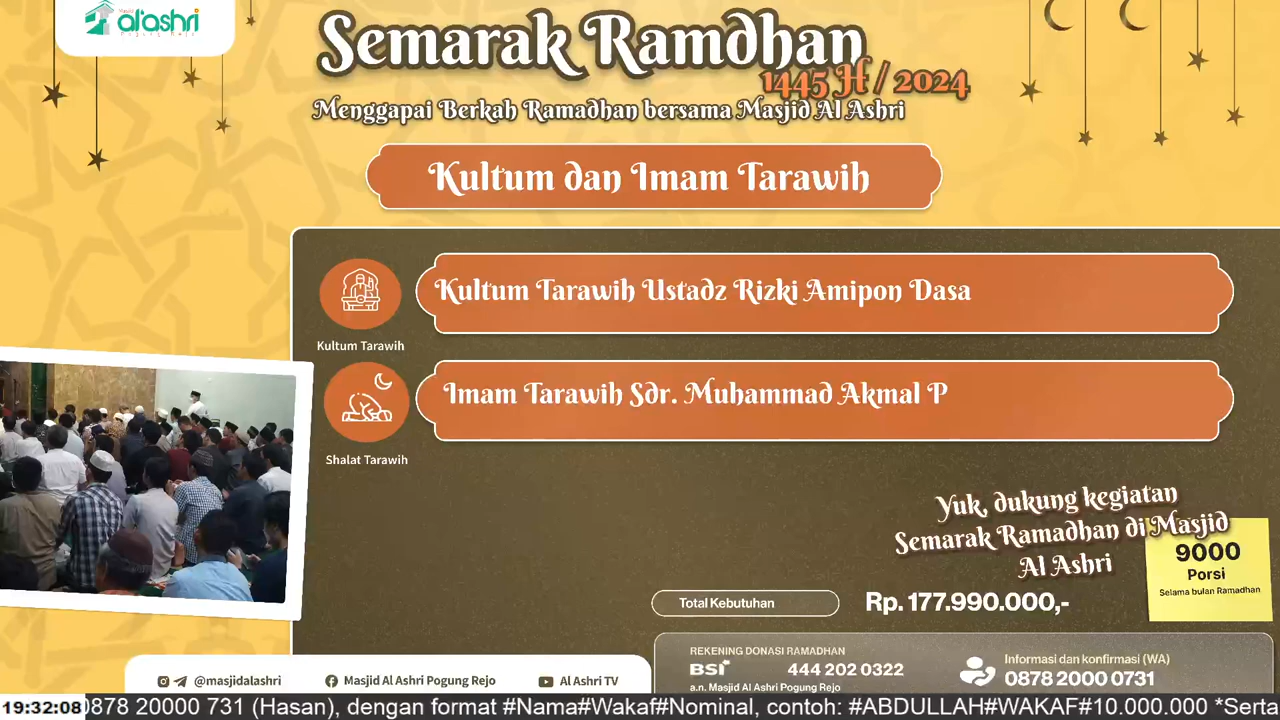 Masjid
al'ashri
Pogung Rejo
Semarak Ramdhan
1445 H / 2024
Menggapai Berkah Ramadhan bersama Masjid Al Ashri
Kultum dan Imam Tarawih
Kultum Tarawih Ustadz Rizki Amipon Dasa
Kultum Tarawih
Imam Tarawih Sdr. Muhammad Akmal P
Shalat Tarawih
Yuk, dukung kegiatan
Semarak Ramadhan di Masjid
Al Ashri
9000
Porsi
Selama bulan Ramadhan
Total Kebutuhan
Rp. 177.990.000,-
REKENING DONASI RAMADHAN
BSI 444 202 0322
a.n. Masjid Al Ashri Pogung Rejo
Informasi dan konfirmasi (WA)
0878 2000 0731
@masjidalashri
Masjid Al Ashri Pogung Rejo
Al Ashri TV
19:32:08 0878 20000 731 (Hasan), dengan format #Nama#Wakaf#Nominal, contoh: #ABDULLAH#WAKAF#10.000.000 *Serta